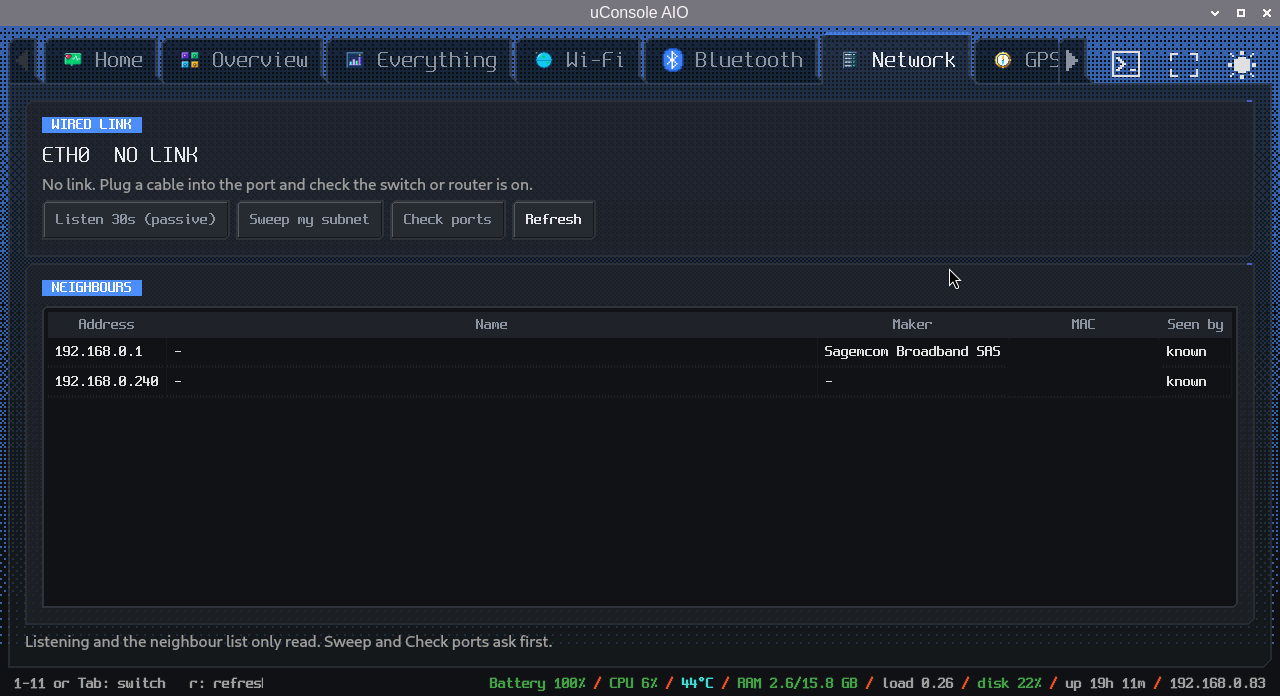 uConsole AIO
Home Overview Everything Wi-Fi Bluetooth Network GPS
WIRED LINK
ETH0 NO LINK
No link. Plug a cable into the port and check the switch or router is on.
Listen 30s (passive) Sweep my subnet Check ports Refresh
NEIGHBOURS
Address Name Maker MAC Seen by
192.168.0.1 – Sagemcom Broadband SAS known
192.168.0.240 – – known
Listening and the neighbour list only read. Sweep and Check ports ask first.
1-11 or Tab: switch r: refres Battery 100% / CPU 6% / 44°C / RAM 2.6/15.8 GB / load 0.26 / disk 22% / up 19h 11m / 192.168.0.83